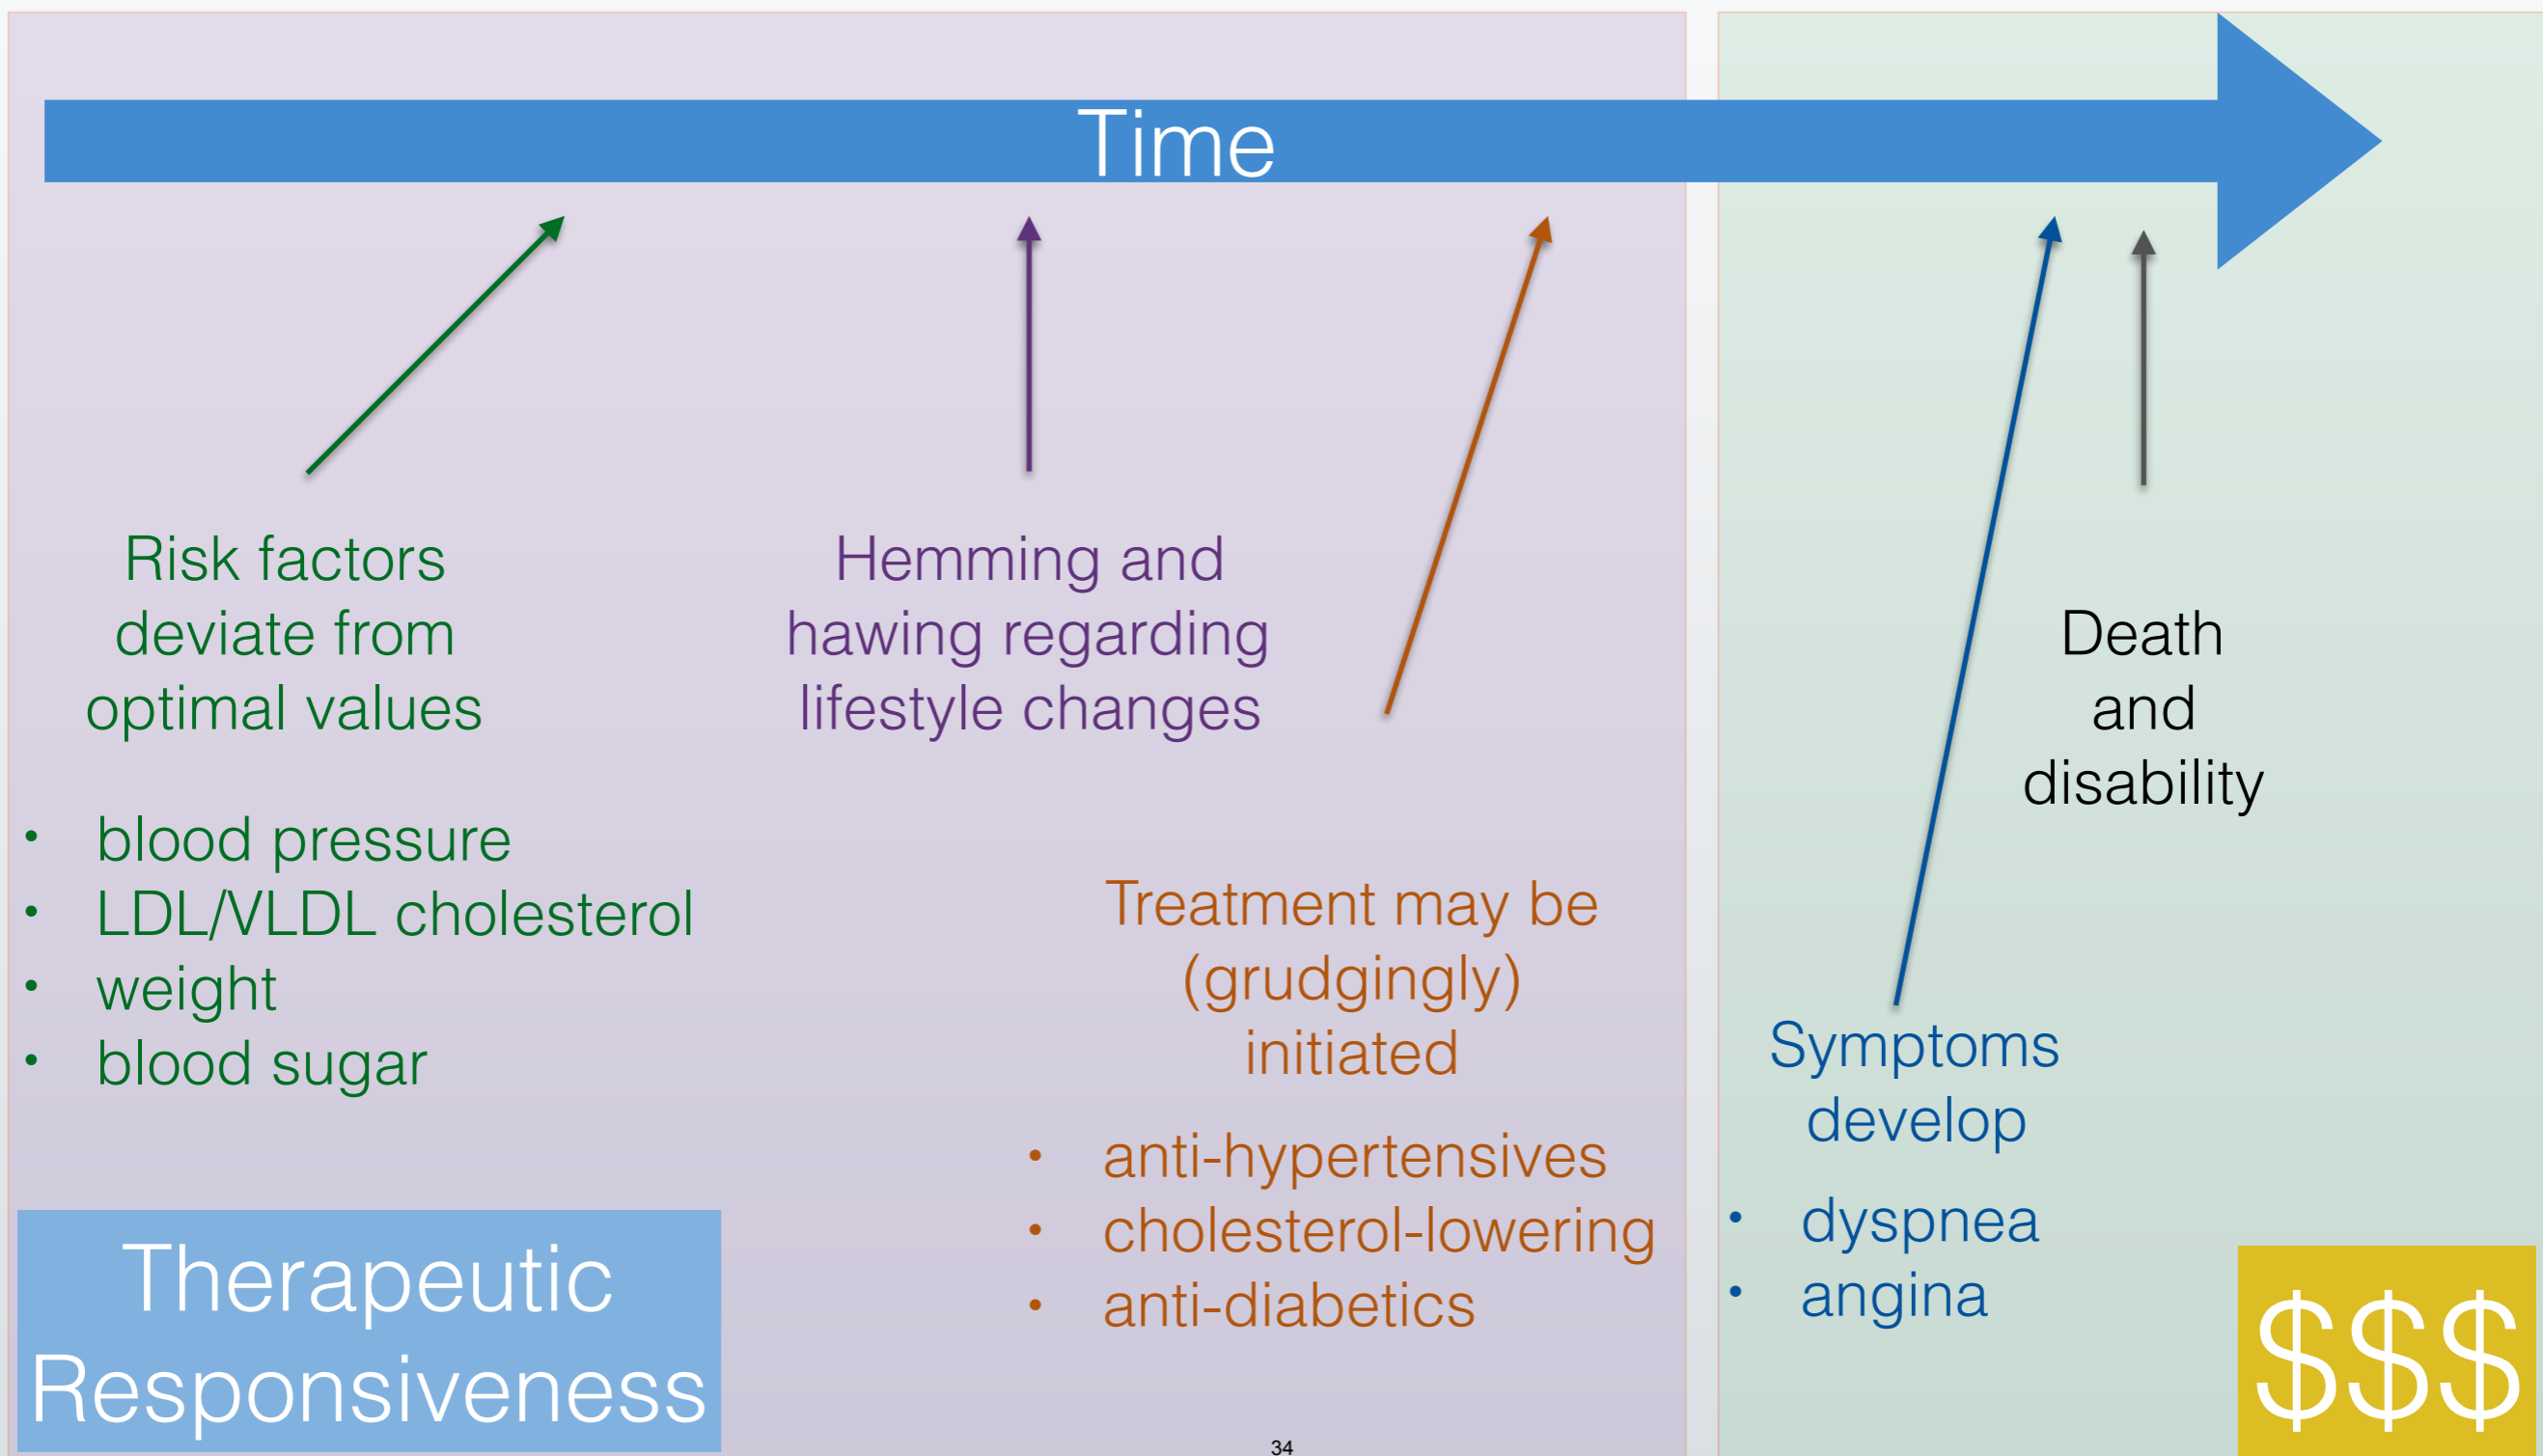 Time
Risk factors
deviate from
optimal values
• blood pressure
• LDL/VLDL cholesterol
• weight
• blood sugar
Hemming and
hawing regarding
lifestyle changes
Treatment may be
(grudgingly)
initiated
• anti-hypertensives
• cholesterol-lowering
• anti-diabetics
Symptoms
develop
• dyspnea
• angina
Death
and
disability
Therapeutic
Responsiveness
$$$
34